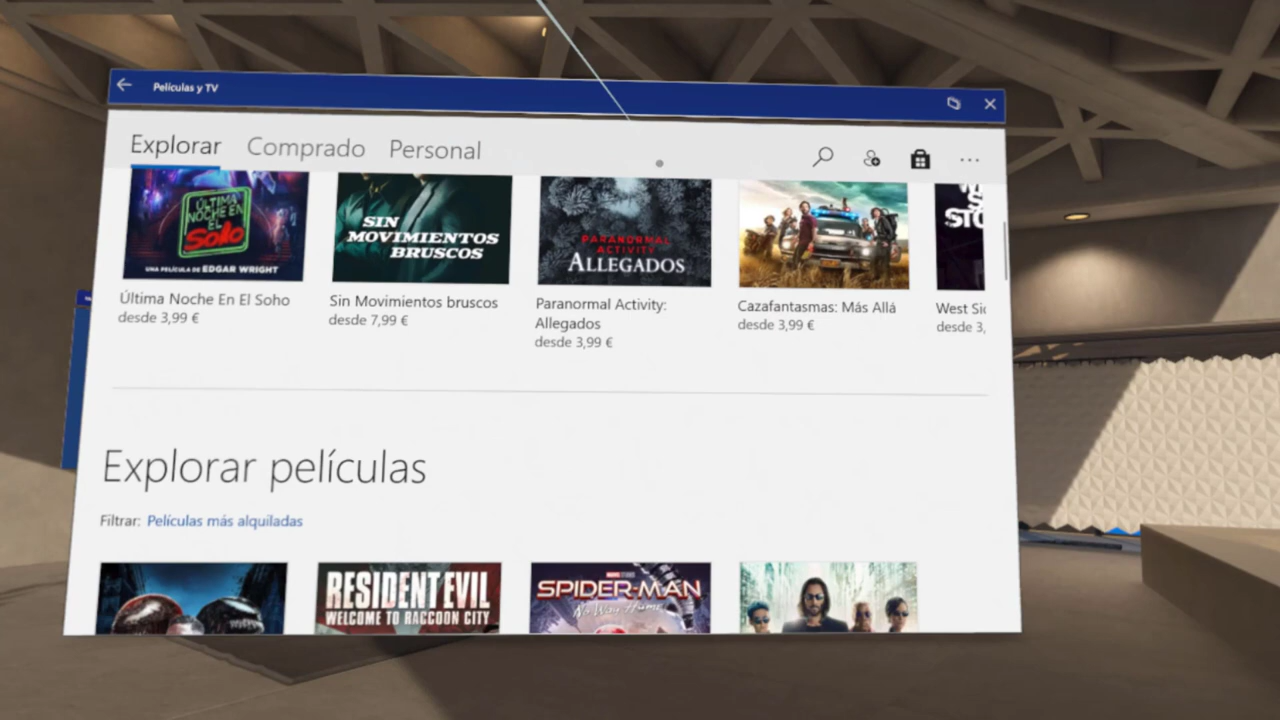 Películas y TV
Explorar Comprado Personal
ÚLTIMA
NOCHE EN
EL
Soho
UNA PELÍCULA DE EDGAR WRIGHT
SIN
MOVIMIENTOS
BRUSCOS
PARANORMAL
ACTIVITY
ALLEGADOS
Última Noche En El Soho
desde 3,99 €
Sin Movimientos bruscos
desde 7,99 €
Paranormal Activity:
Allegados
desde 3,99 €
Cazafantasmas: Más Allá
desde 3,99 €
West
desde 3,
Explorar películas
Filtrar: Películas más alquiladas
RESIDENT EVIL
WELCOME TO RACCOON CITY
SPIDER-MAN
No Way Home